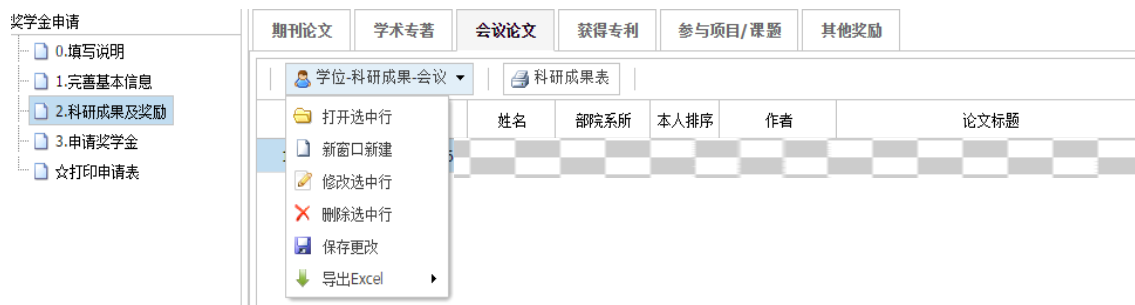 奖学金申请
0.填写说明
1.完善基本信息
2.科研成果及奖励
3.申请奖学金
☆打印申请表
期刊论文 学术专著 会议论文 获得专利 参与项目/课题 其他奖励
学位-科研成果-会议 科研成果表
姓名 部院系所 本人排序 作者 论文标题
打开选中行
新窗口新建
修改选中行
删除选中行
保存更改
导出Excel